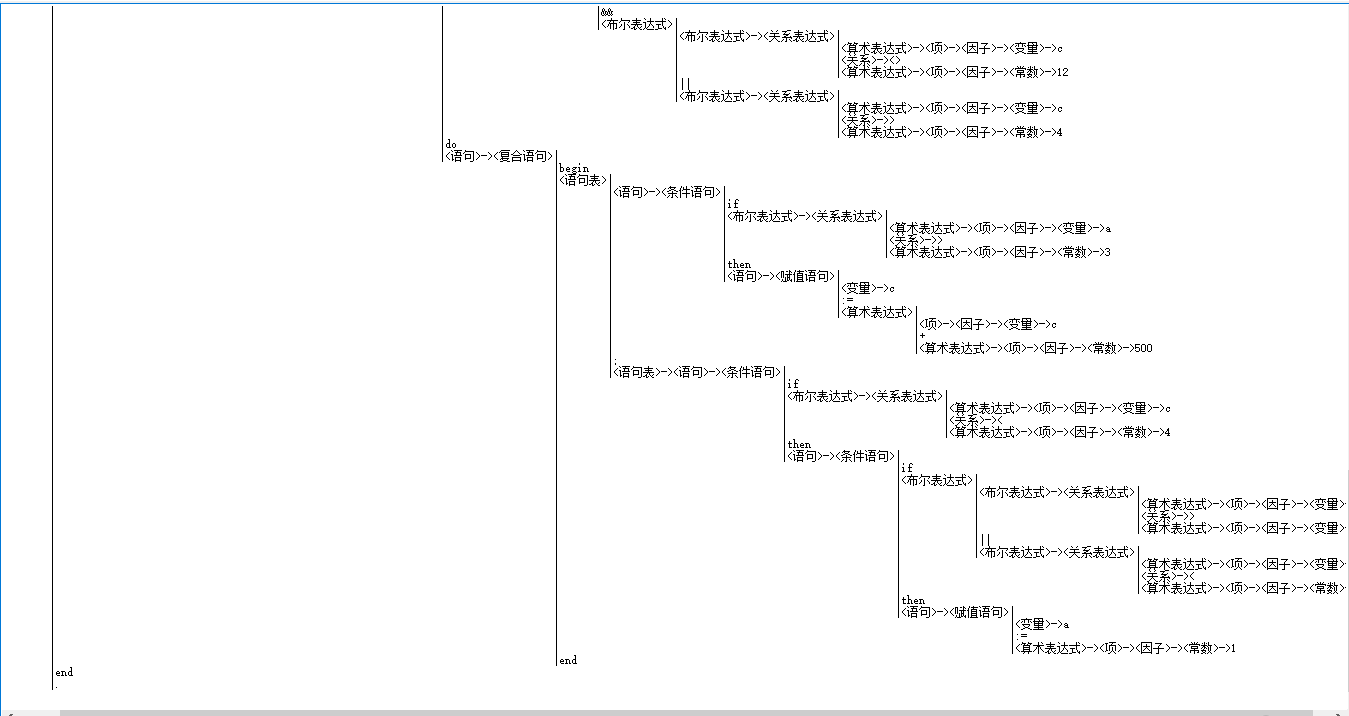 &&
<布尔表达式>
<布尔表达式>-><关系表达式>
<算术表达式>-><项>-><因子>-><变量>->c
<关系>-><>
<算术表达式>-><项>-><因子>-><常数>->12
||
<布尔表达式>-><关系表达式>
<算术表达式>-><项>-><因子>-><变量>->c
<关系>->>
<算术表达式>-><项>-><因子>-><常数>->4
do
<语句>-><复合语句>
begin
<语句表>
<语句>-><条件语句>
if
<布尔表达式>-><关系表达式>
<算术表达式>-><项>-><因子>-><变量>->a
<关系>->>
<算术表达式>-><项>-><因子>-><常数>->3
then
<语句>-><赋值语句>
<变量>->c
:=
<算术表达式>
<项>-><因子>-><变量>->c
+
<算术表达式>-><项>-><因子>-><常数>->500
;
<语句表>-><语句>-><条件语句>
if
<布尔表达式>-><关系表达式>
<算术表达式>-><项>-><因子>-><变量>->c
<关系>-><
<算术表达式>-><项>-><因子>-><常数>->4
then
<语句>-><条件语句>
if
<布尔表达式>
<布尔表达式>-><关系表达式>
<算术表达式>-><项>-><因子>-><变量>-
<关系>->>
<算术表达式>-><项>-><因子>-><变量>-
||
<布尔表达式>-><关系表达式>
<算术表达式>-><项>-><因子>-><变量>-
<关系>-><
<算术表达式>-><项>-><因子>-><常数>-
then
<语句>-><赋值语句>
<变量>->a
:=
<算术表达式>-><项>-><因子>-><常数>->1
end
end
.